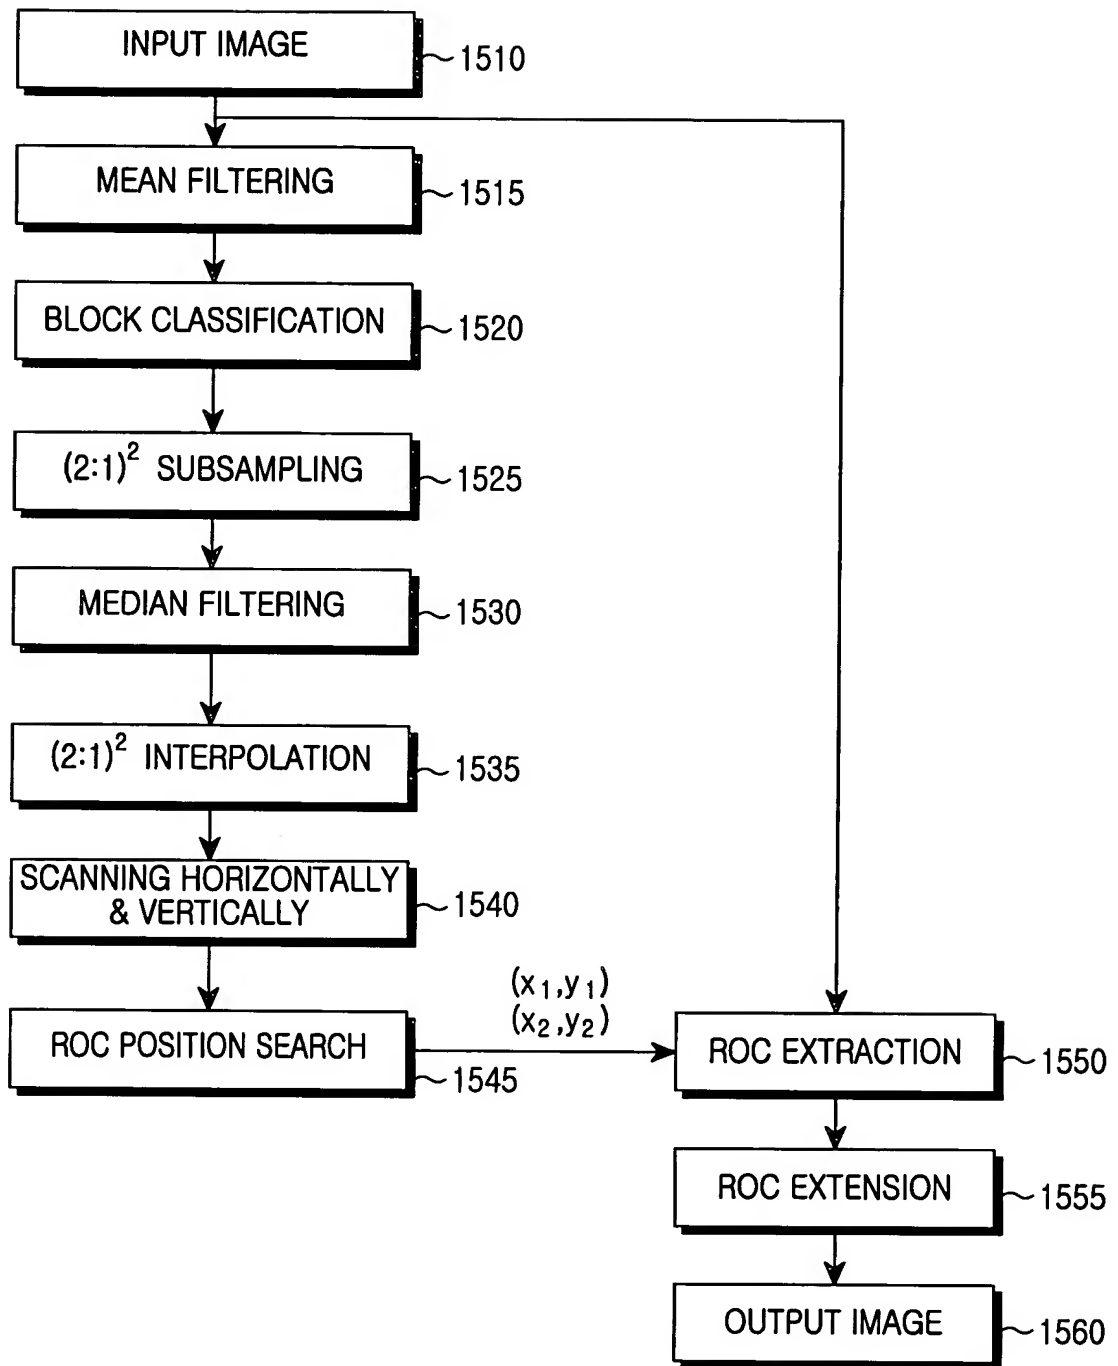 INPUT IMAGE
1510
MEAN FILTERING
1515
BLOCK CLASSIFICATION
1520
(2:1)² SUBSAMPLING
1525
MEDIAN FILTERING
1530
(2:1)² INTERPOLATION
1535
SCANNING HORIZONTALLY
& VERTICALLY
1540
ROC POSITION SEARCH
1545
(x₁,y₁)
(x₂,y₂)
ROC EXTRACTION
1550
ROC EXTENSION
1555
OUTPUT IMAGE
1560